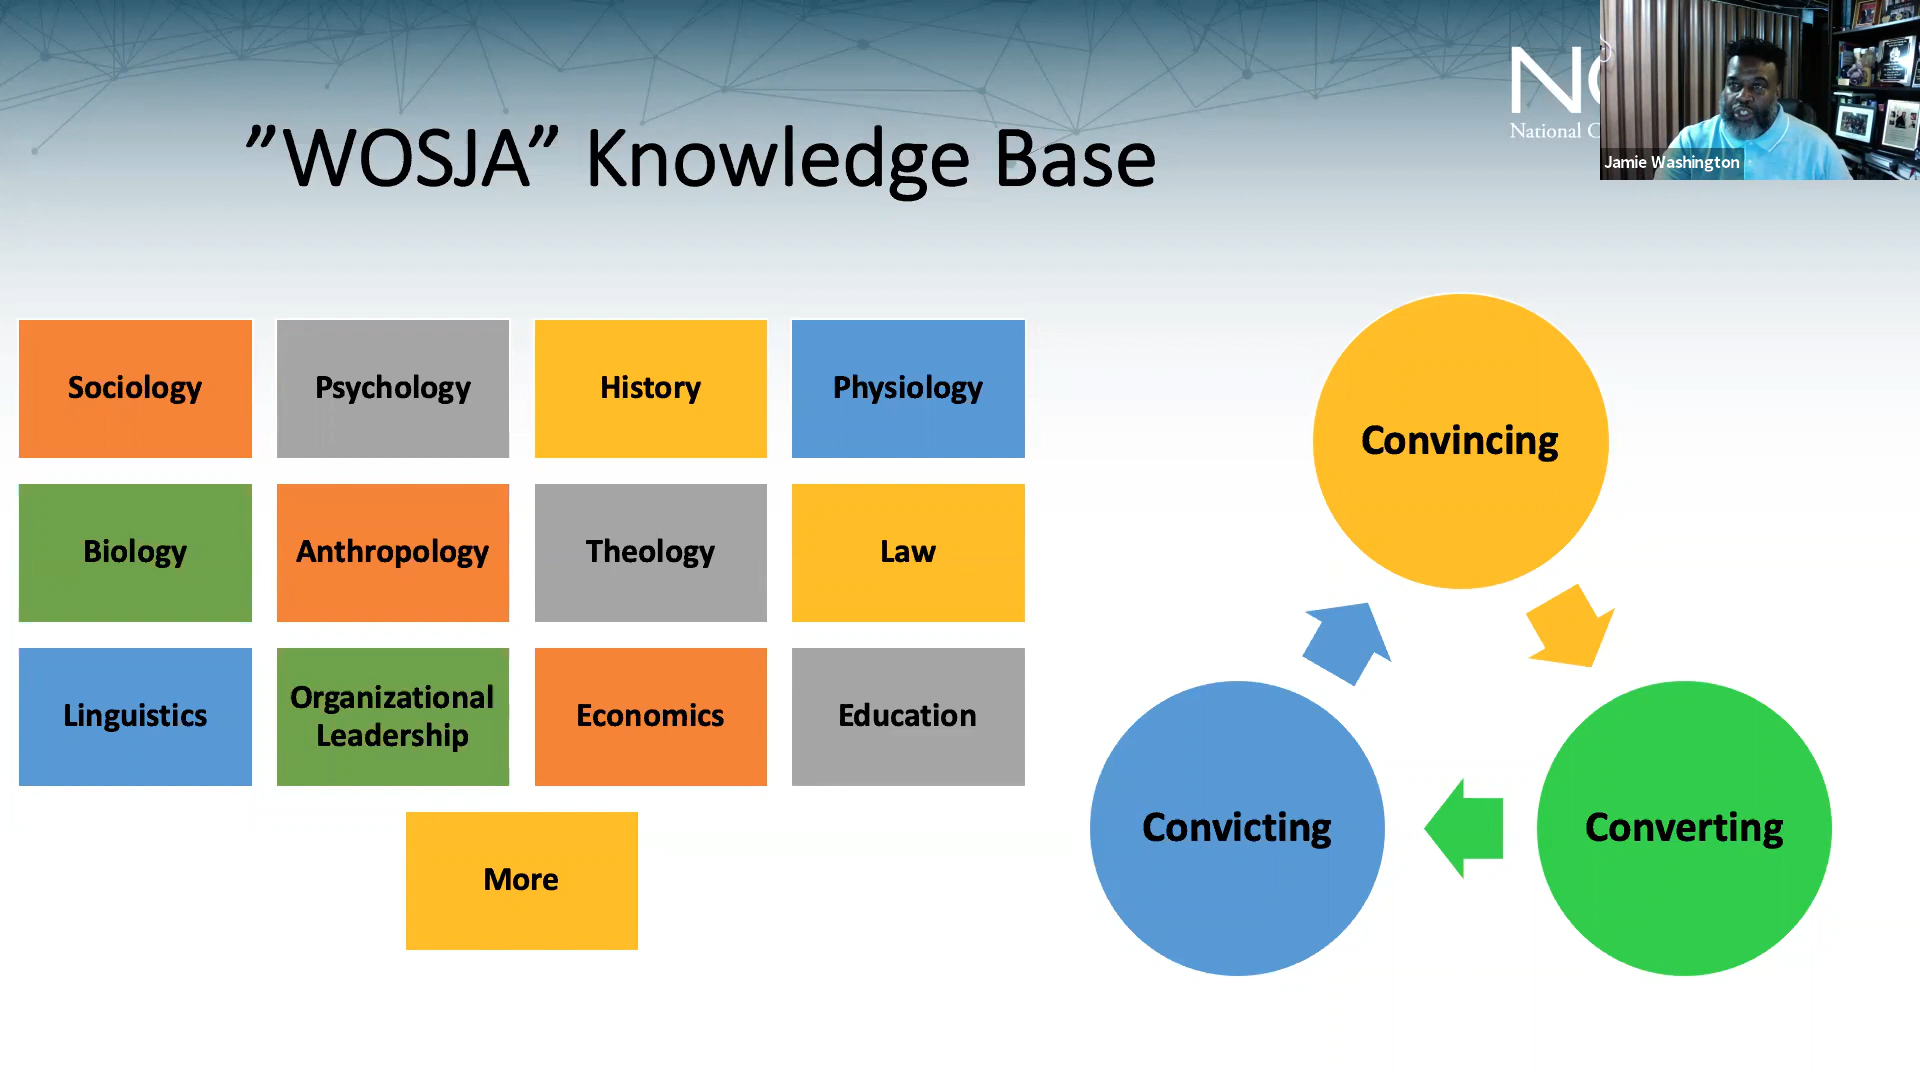 ”WOSJA” Knowledge Base
National
Jamie Washington
Sociology
Psychology
History
Physiology
Biology
Anthropology
Theology
Law
Linguistics
Organizational
Leadership
Economics
Education
More
Convincing
Converting
Convicting